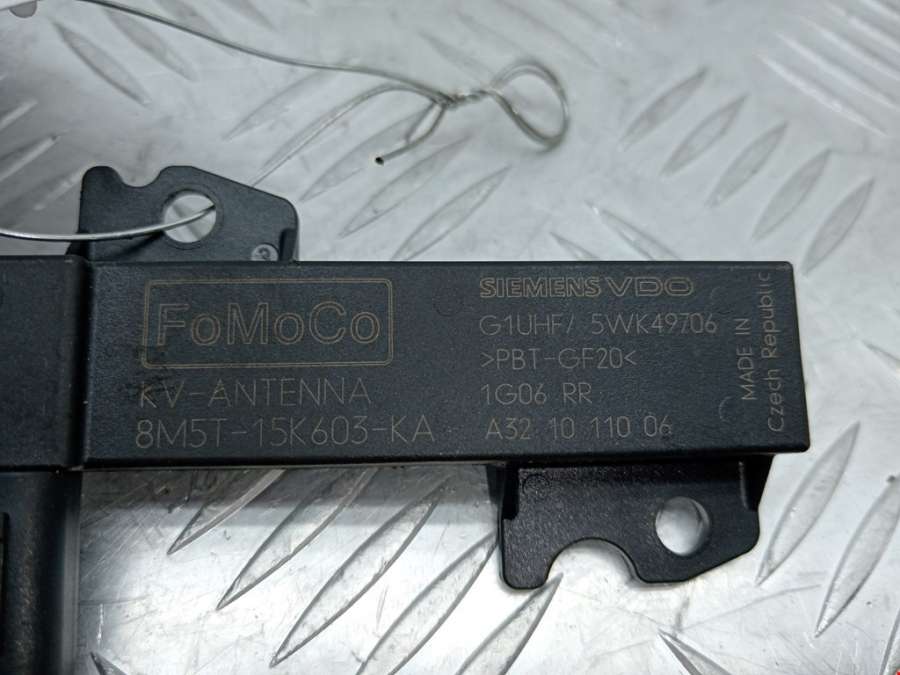 FoMoCo
KV-ANTENNA
8M5T-15K603-KA
SIEMENS VDO
G1UHF/ 5WK49706
>PBT-GF20<
1G06 RR
A32 10 110 06
MADE IN
Czech Republic